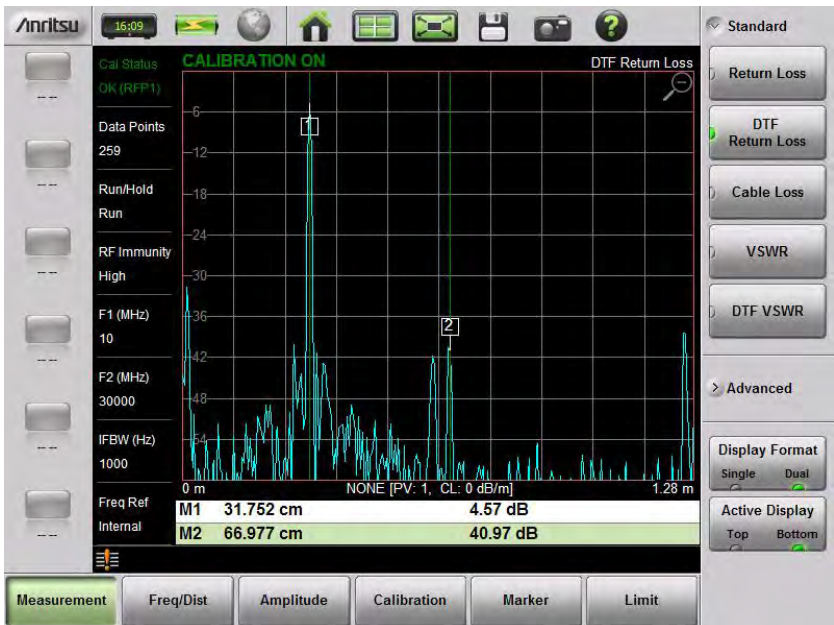 Anritsu
16:09
?
Standard
-- --
Cal Status
OK (RFP1)
CALIBRATION ON
DTF Return Loss
Return Loss
Data Points
259
-6
1
-12
DTF
Return Loss
-- --
Run/Hold
Run
-18
Cable Loss
-- --
RF Immunity
High
-24
-30
VSWR
F1 (MHz)
10
-36
2
DTF VSWR
-- --
F2 (MHz)
30000
-42
-48
> Advanced
-- --
IFBW (Hz)
1000
-54
Display Format
Single Dual
0 m
NONE [PV: 1, CL: 0 dB/m]
1.28 m
-- --
Freq Ref
Internal
M1 31.752 cm 4.57 dB
M2 66.977 cm 40.97 dB
Active Display
Top Bottom
Measurement
Freq/Dist
Amplitude
Calibration
Marker
Limit